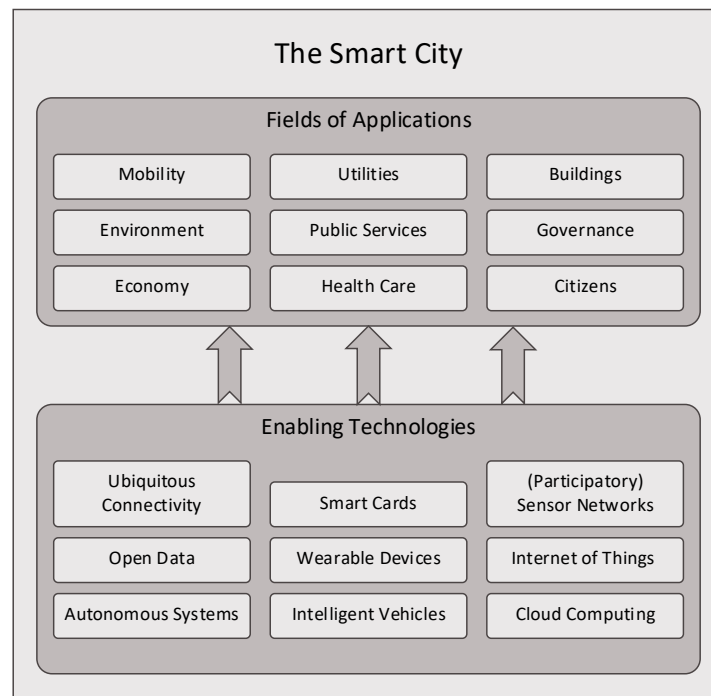 The Smart City
Fields of Applications
Mobility
Utilities
Buildings
Environment
Public Services
Governance
Economy
Health Care
Citizens
Enabling Technologies
Ubiquitous
Connectivity
Smart Cards
(Participatory)
Sensor Networks
Open Data
Wearable Devices
Internet of Things
Autonomous Systems
Intelligent Vehicles
Cloud Computing